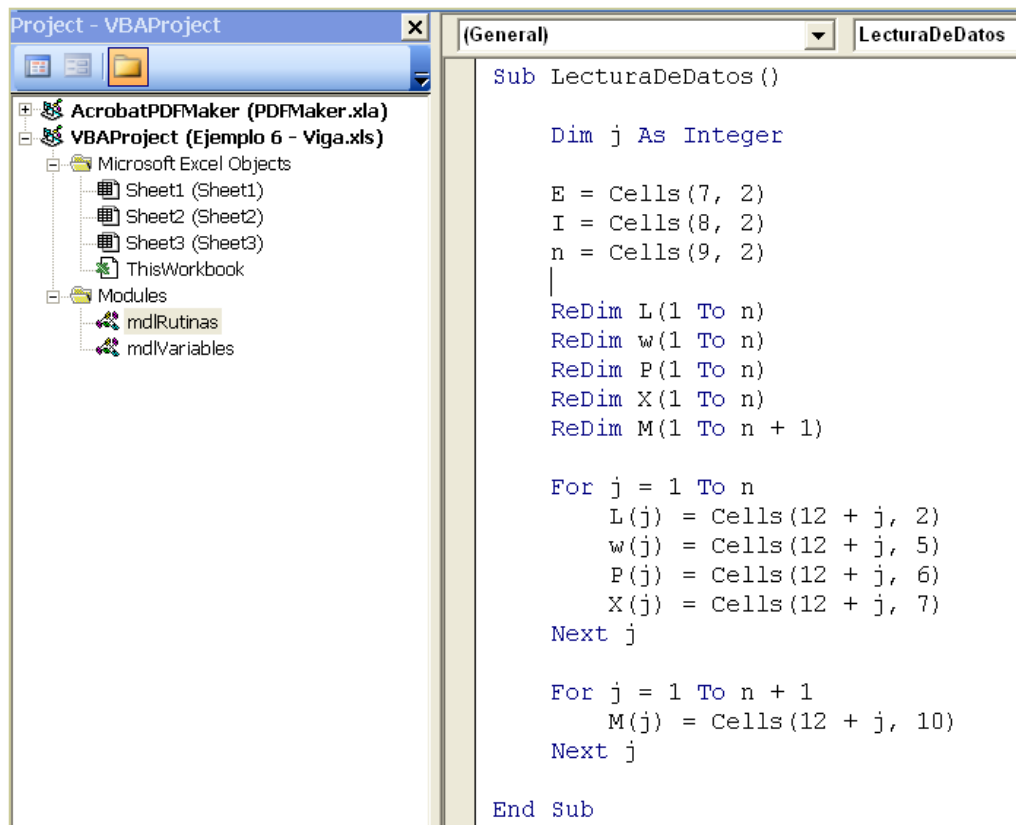 Project - VBAProject
AcrobatPDFMaker (PDFMaker.xla)
VBAProject (Ejemplo 6 - Viga.xls)
Microsoft Excel Objects
Sheet1 (Sheet1)
Sheet2 (Sheet2)
Sheet3 (Sheet3)
ThisWorkbook
Modules
mdlRutinas
mdlVariables
(General)
LecturaDeDatos
Sub LecturaDeDatos()
Dim j As Integer
E = Cells(7, 2)
I = Cells(8, 2)
n = Cells(9, 2)
ReDim L(1 To n)
ReDim w(1 To n)
ReDim P(1 To n)
ReDim X(1 To n)
ReDim M(1 To n + 1)
For j = 1 To n
L(j) = Cells(12 + j, 2)
w(j) = Cells(12 + j, 5)
P(j) = Cells(12 + j, 6)
X(j) = Cells(12 + j, 7)
Next j
For j = 1 To n + 1
M(j) = Cells(12 + j, 10)
Next j
End Sub